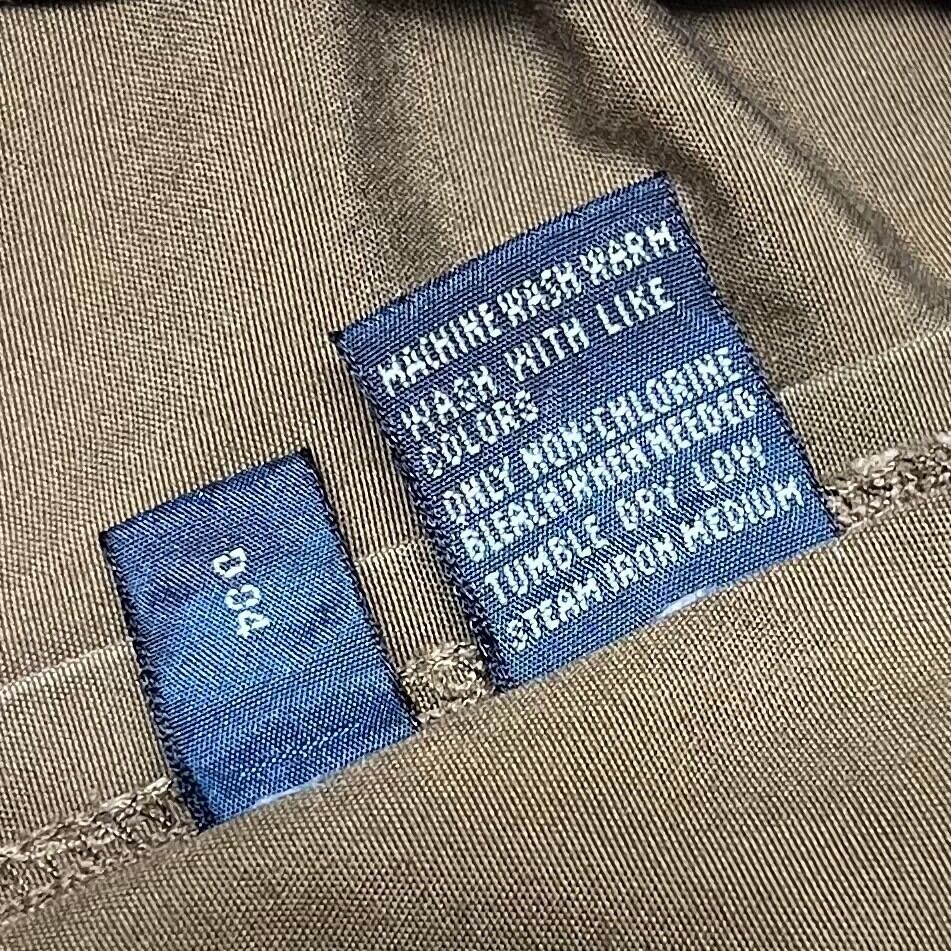 MACHINE WASH WARM
WASH WITH LIKE
COLORS
ONLY NON-CHLORINE
BLEACH WHEN NEEDED
TUMBLE DRY LOW
STEAM IRON MEDIUM
D-04